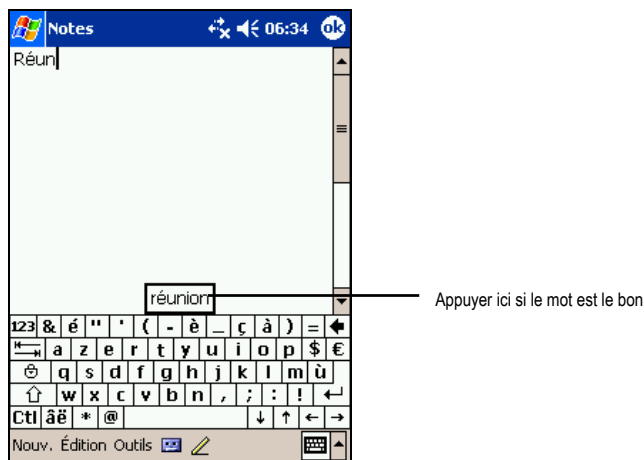 Notes 06:34 ok
Réun
réunion
Appuyer ici si le mot est le bon
123 & é " ' ( - è _ ç à ) =
a z e r t y u i o p $ €
q s d f g h j k l m ù
w x c v b n , ; : !
Ctl âë * @ ↓ ↑ ← →
Nouv. Édition Outils